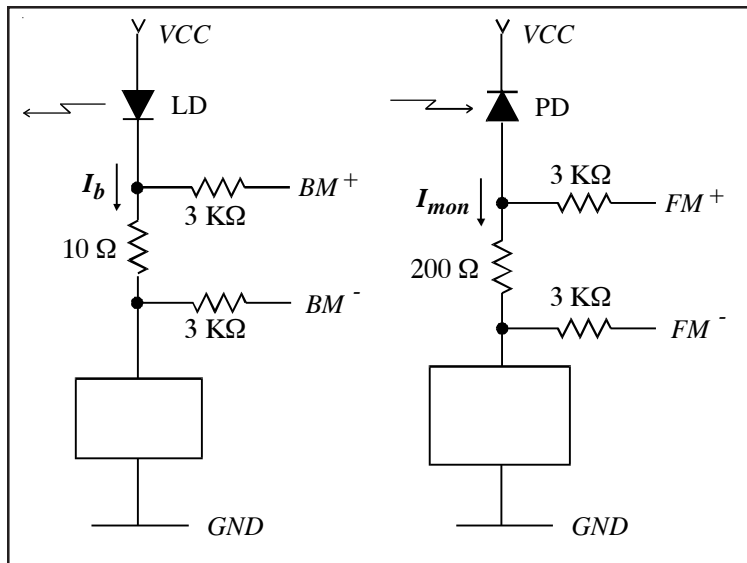 VCC
LD
I_b
3 KΩ
BM⁺
10 Ω
3 KΩ
BM⁻
GND
VCC
PD
I_mon
3 KΩ
FM⁺
200 Ω
3 KΩ
FM⁻
GND